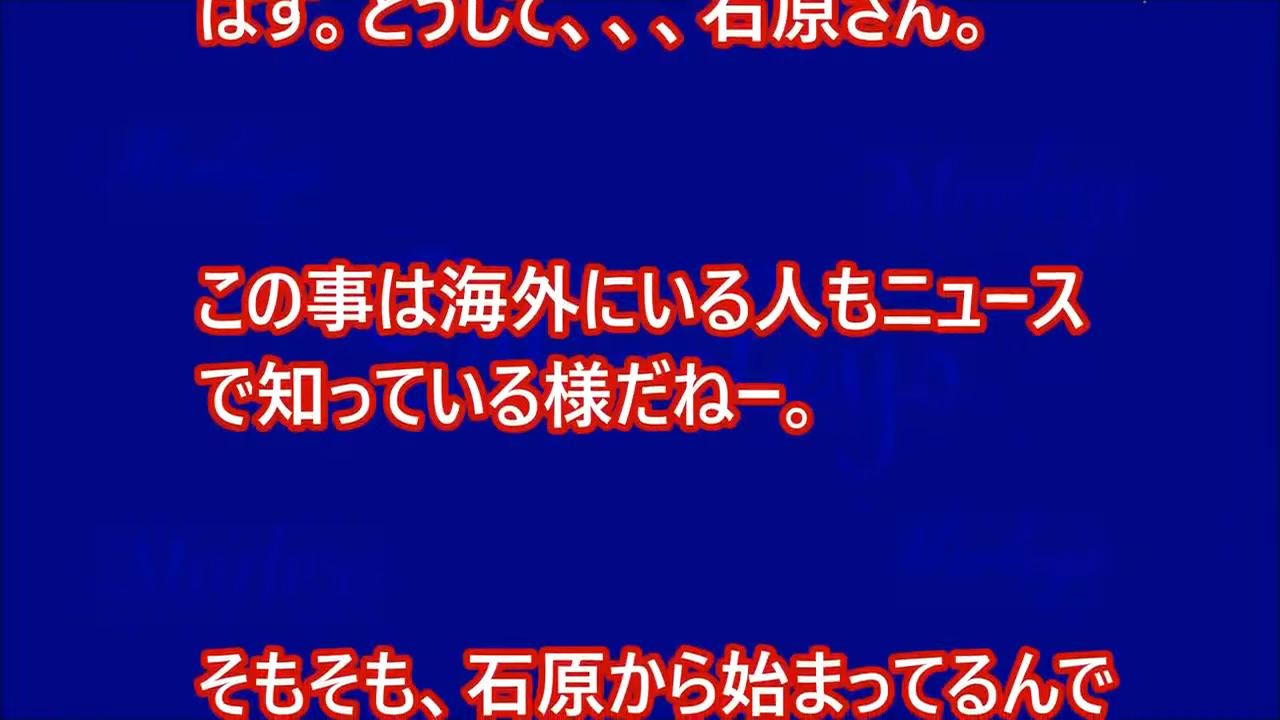 はず。どうして、、、石原さん。
この事は海外にいる人もニュース
で知っている様だねー。
そもそも、石原から始まってるんで